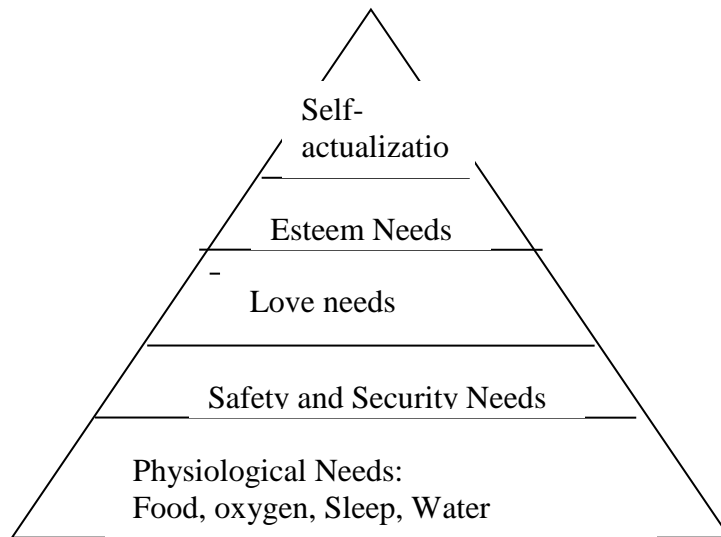 Self-
actualizatio
Esteem Needs
Love needs
Safety and Security Needs
Physiological Needs:
Food, oxygen, Sleep, Water